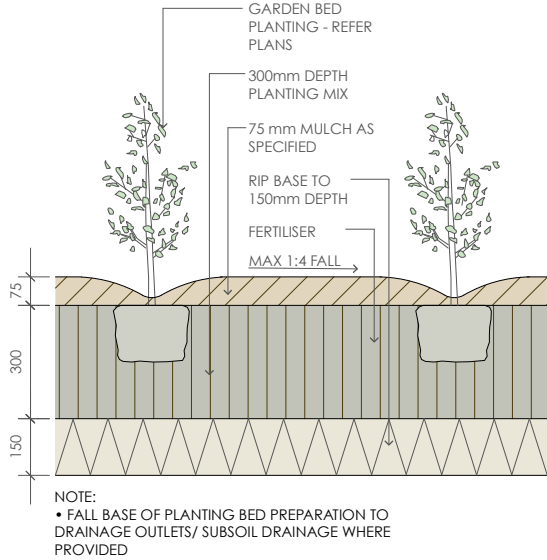 GARDEN BED
PLANTING - REFER
PLANS
300mm DEPTH
PLANTING MIX
75 mm MULCH AS
SPECIFIED
RIP BASE TO
150mm DEPTH
FERTILISER
MAX 1:4 FALL
75
300
150
NOTE:
• FALL BASE OF PLANTING BED PREPARATION TO
DRAINAGE OUTLETS/ SUBSOIL DRAINAGE WHERE
PROVIDED